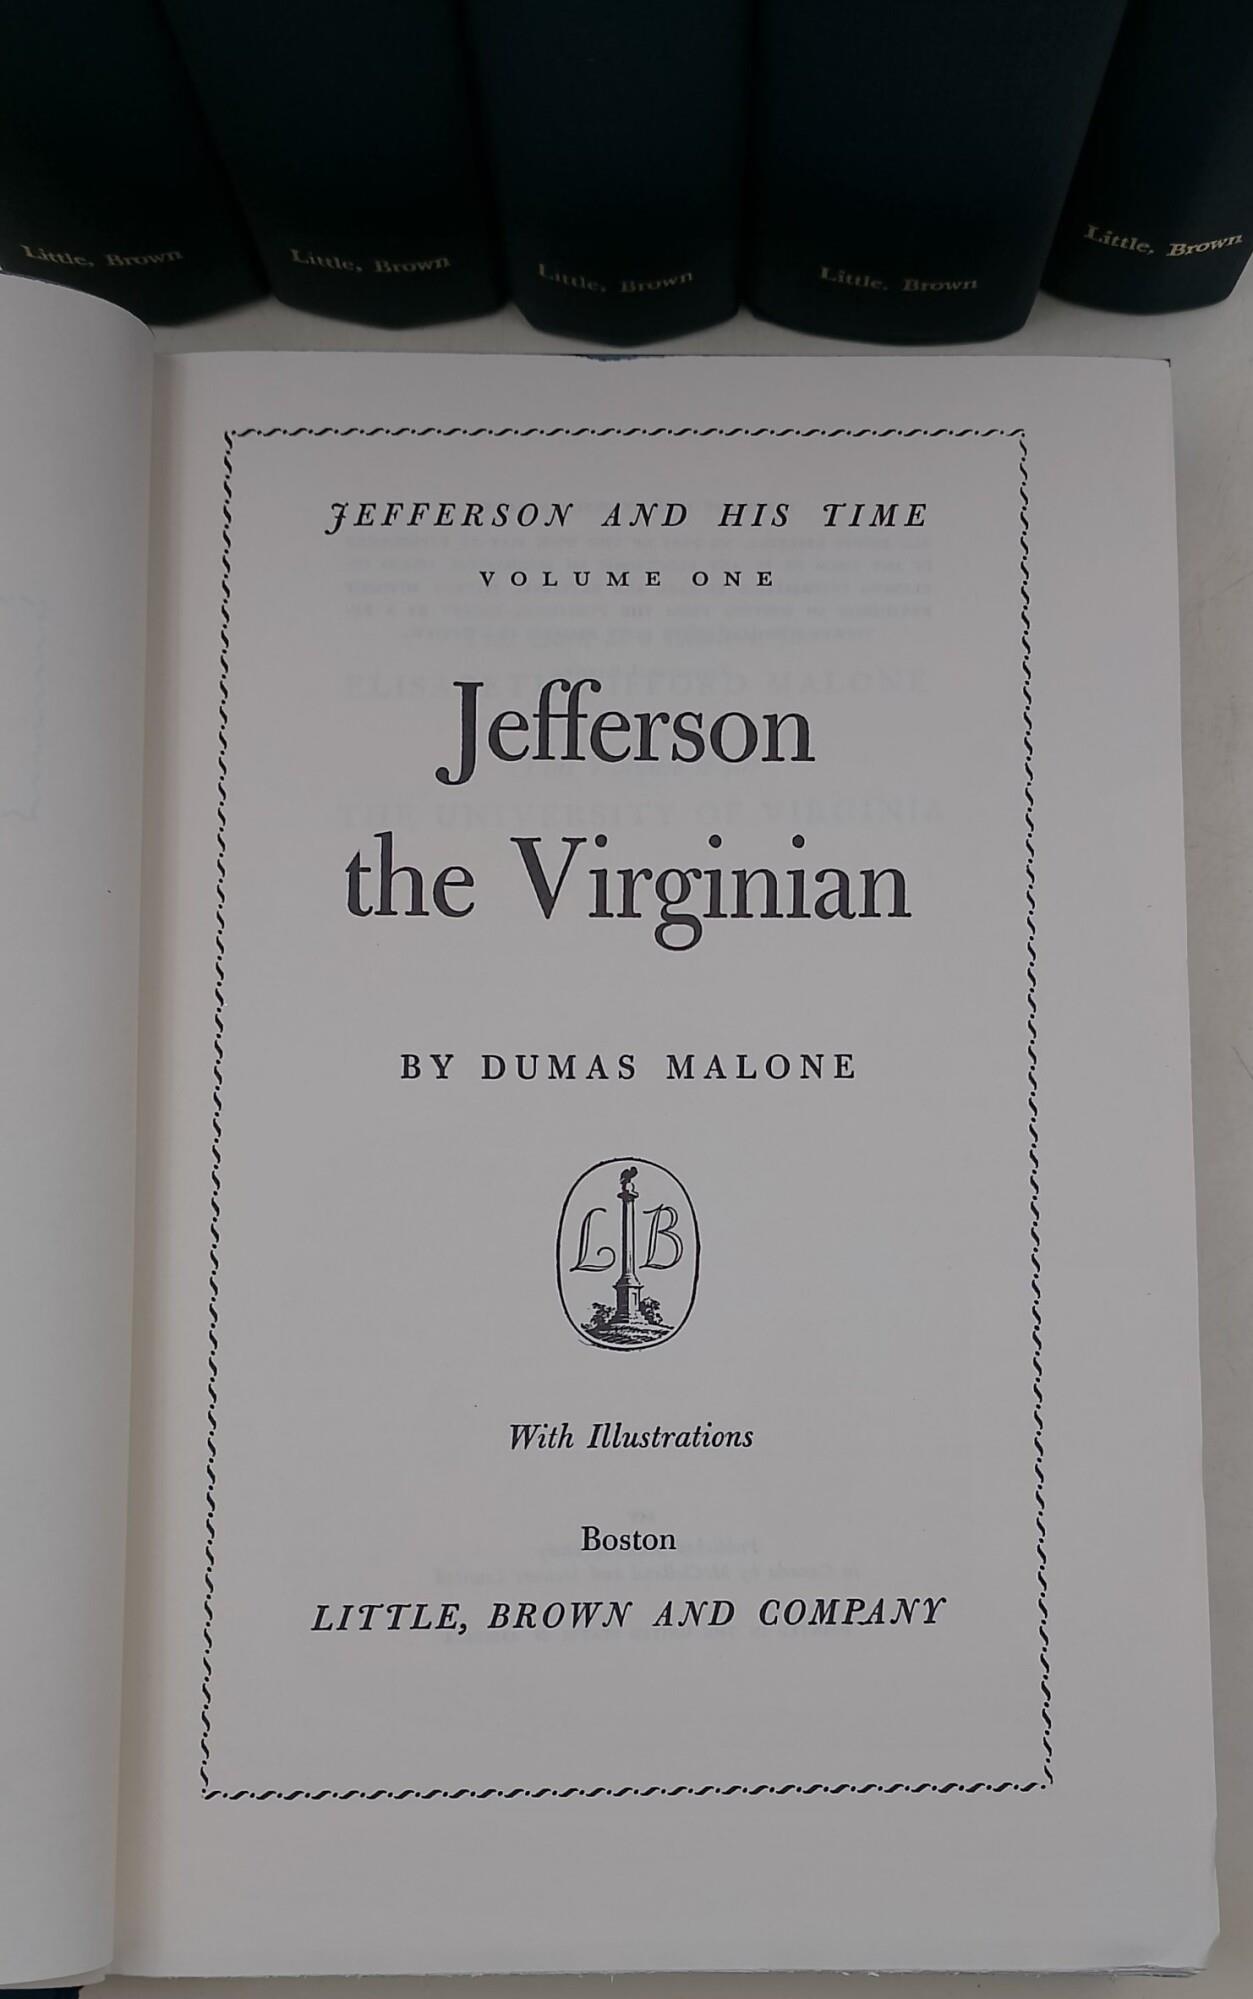 Little, Brown
Little, Brown
Little, Brown
Little, Brown
Little, Brown
JEFFERSON AND HIS TIME
VOLUME ONE
Jefferson
the Virginian
BY DUMAS MALONE
L B
With Illustrations
Boston
LITTLE, BROWN AND COMPANY